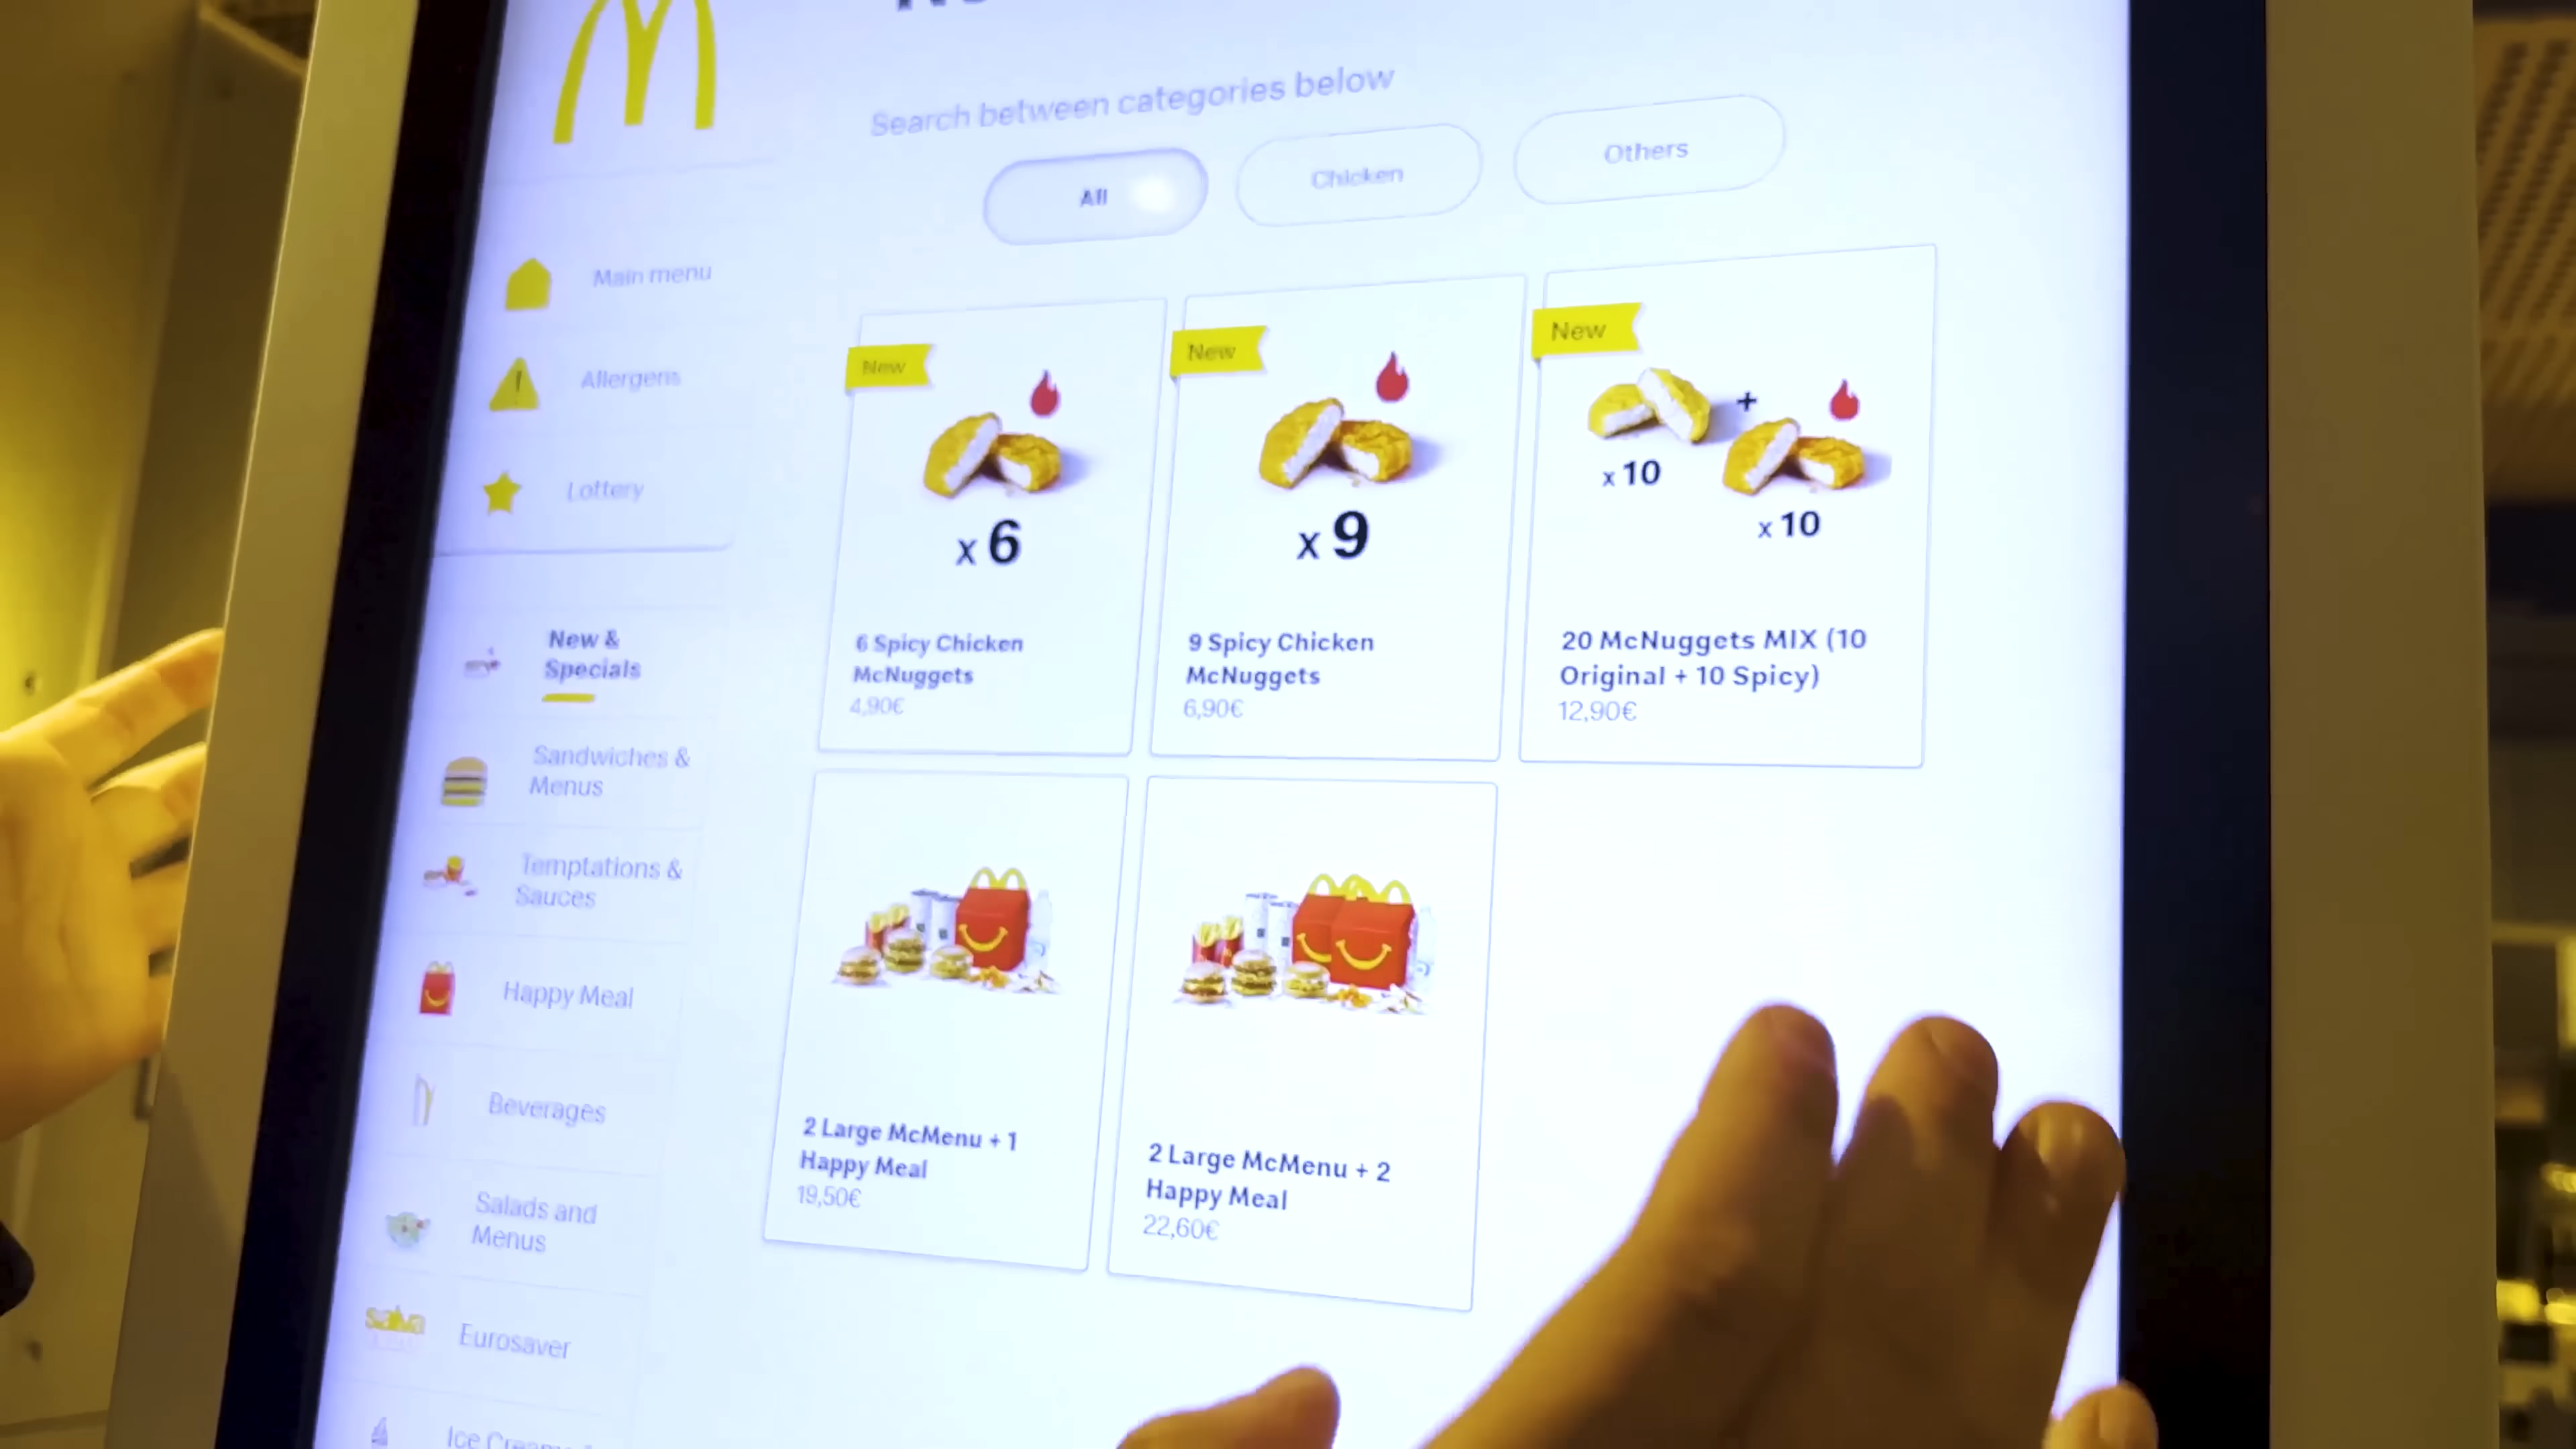 Search between categories below
All
Chicken
Others
Main menu
Allergens
Lottery
New &
Specials
Sandwiches &
Menus
Temptations &
Sauces
Happy Meal
Beverages
Salads and
Menus
salva
Eurosaver
New
x 6
6 Spicy Chicken
McNuggets
4,90€
New
x 9
9 Spicy Chicken
McNuggets
6,90€
New
+
x 10
x 10
20 McNuggets MIX (10
Original + 10 Spicy)
12,90€
2 Large McMenu + 1
Happy Meal
19,50€
2 Large McMenu + 2
Happy Meal
22,60€